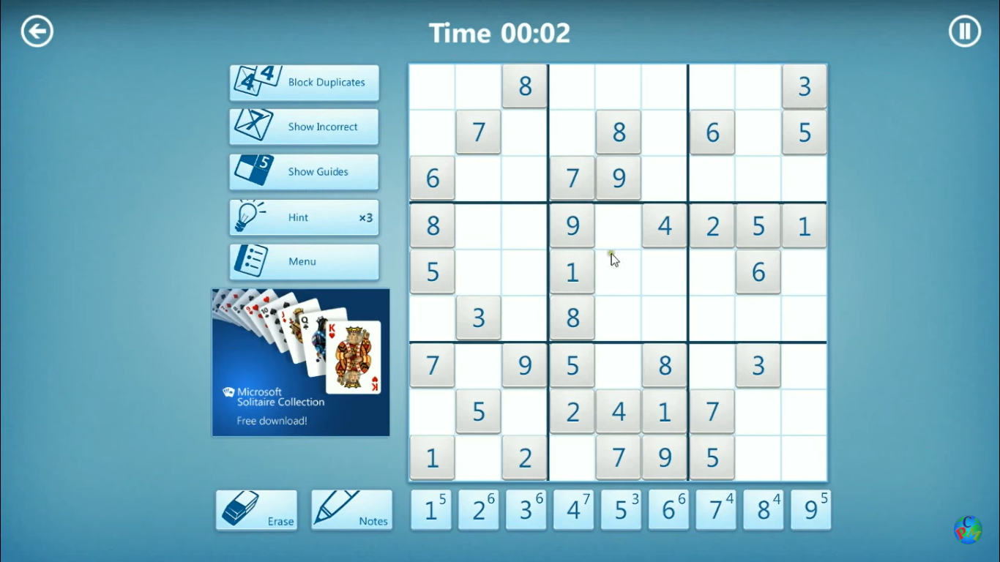 Time 00:02
Block Duplicates
Show Incorrect
Show Guides
Hint ×3
Menu
Microsoft
Solitaire Collection
Free download!
Erase
Notes
8 3
7 8 6 5
6 7 9
8 9 4 2 5 1
5 1 6
3 8
7 9 5 8 3
5 2 4 1 7
1 2 7 9 5
1 5 2 6 3 6 4 7 5 3 6 6 7 4 8 4 9 5
CPM